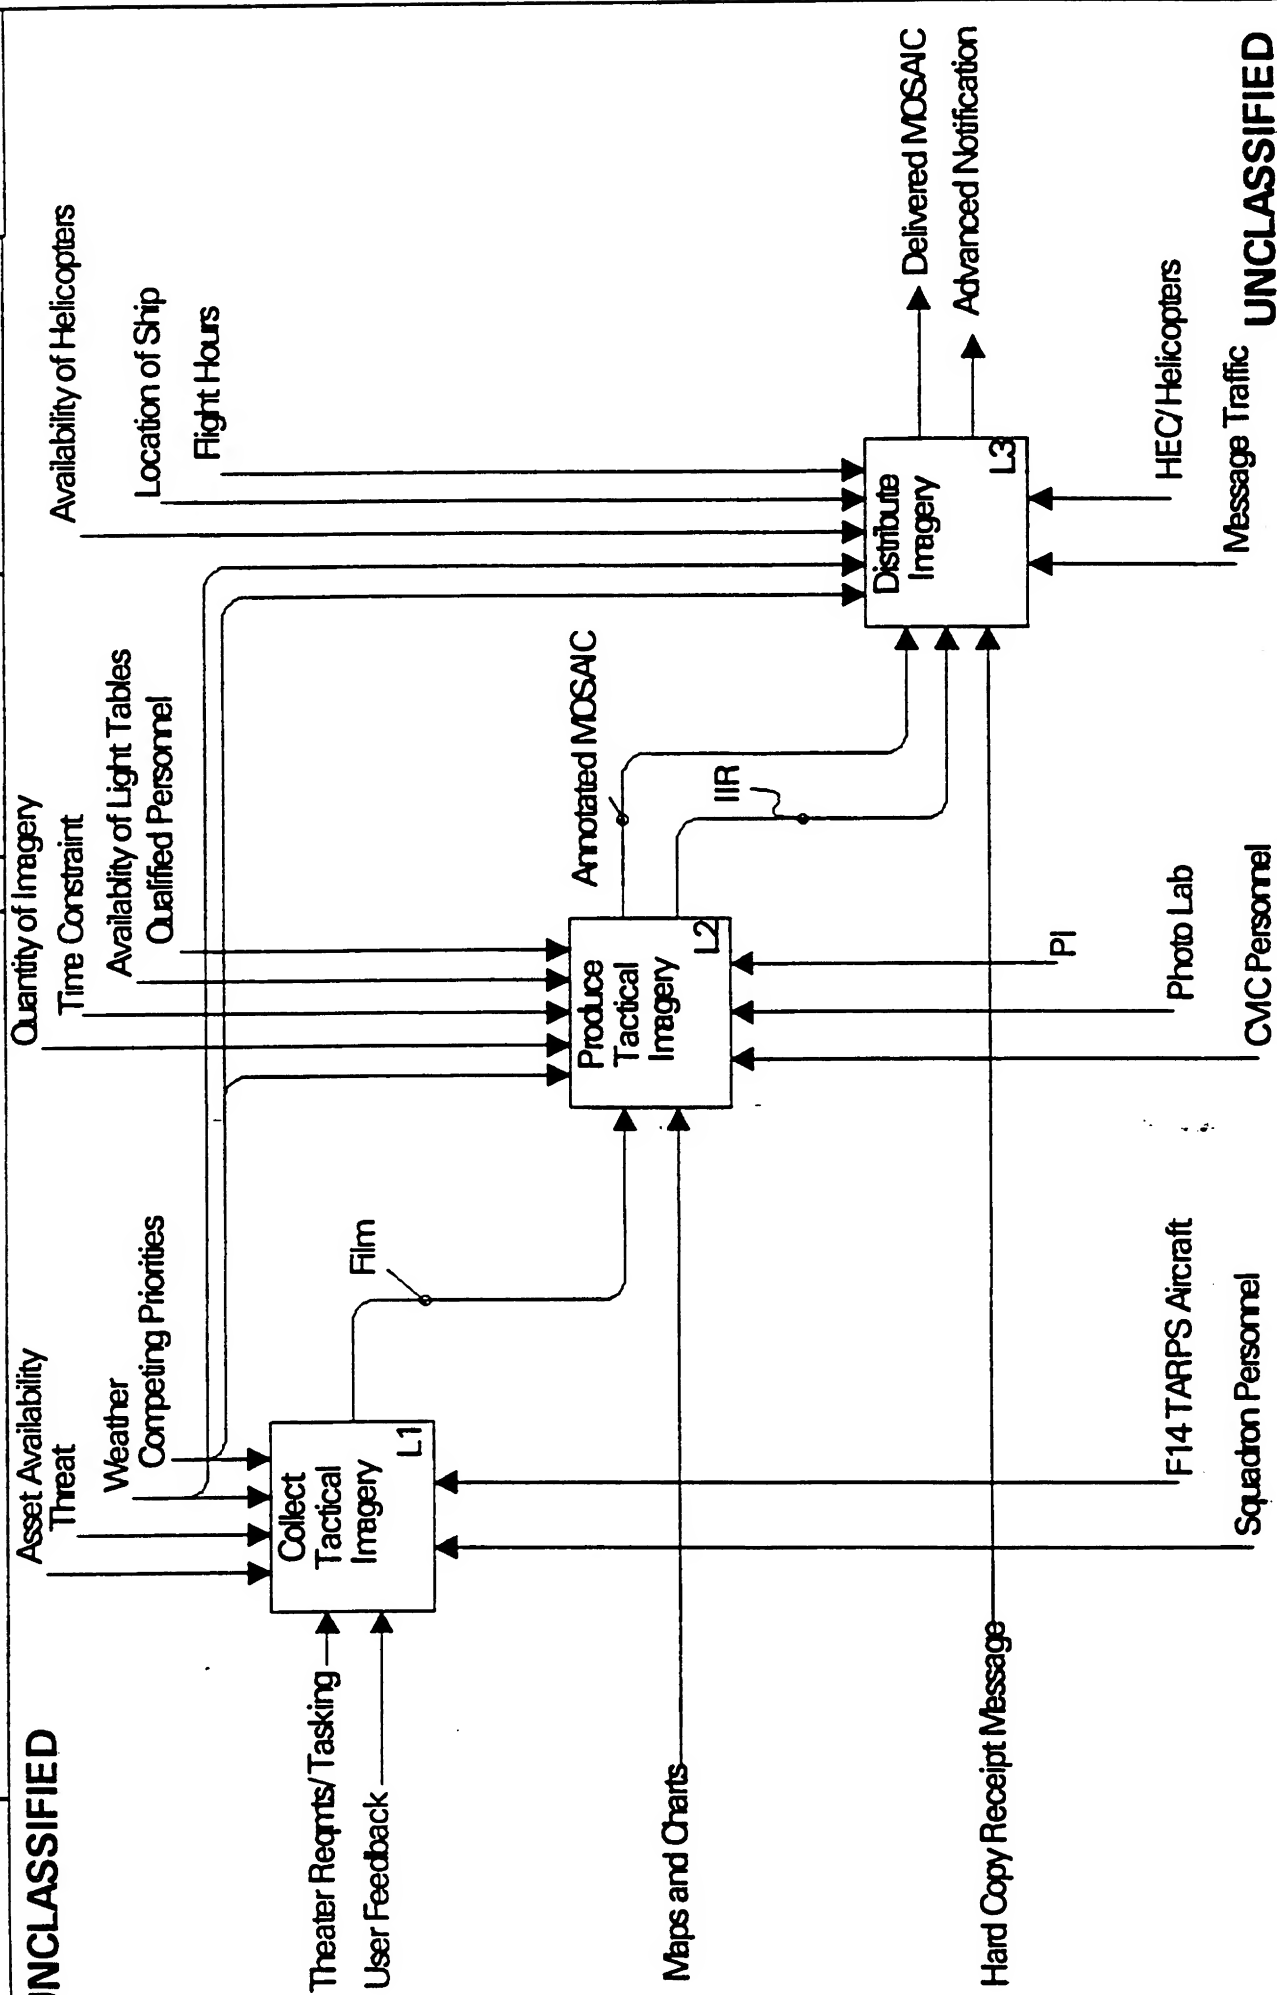 UNCLASSIFIED
Asset Availability
Threat
Weather
Competing Priorities
Quantity of Imagery
Time Constraint
Availablity of Light Tables
Qualified Personnel
Availability of Helicopters
Location of Ship
Flight Hours
Theater Reqmts/Tasking
User Feedback
Collect
Tactical
Imagery
L1
Film
Maps and Charts
Produce
Tactical
Imagery
L2
Annotated MOSAIC
IIR
Hard Copy Receipt Message
Distribute
Imagery
L3
Delivered MOSAIC
Advanced Notification
F14 TARPS Aircraft
Squadron Personnel
PI
Photo Lab
CVIC Personnel
HEC/Helicopters
Message Traffic
UNCLASSIFIED